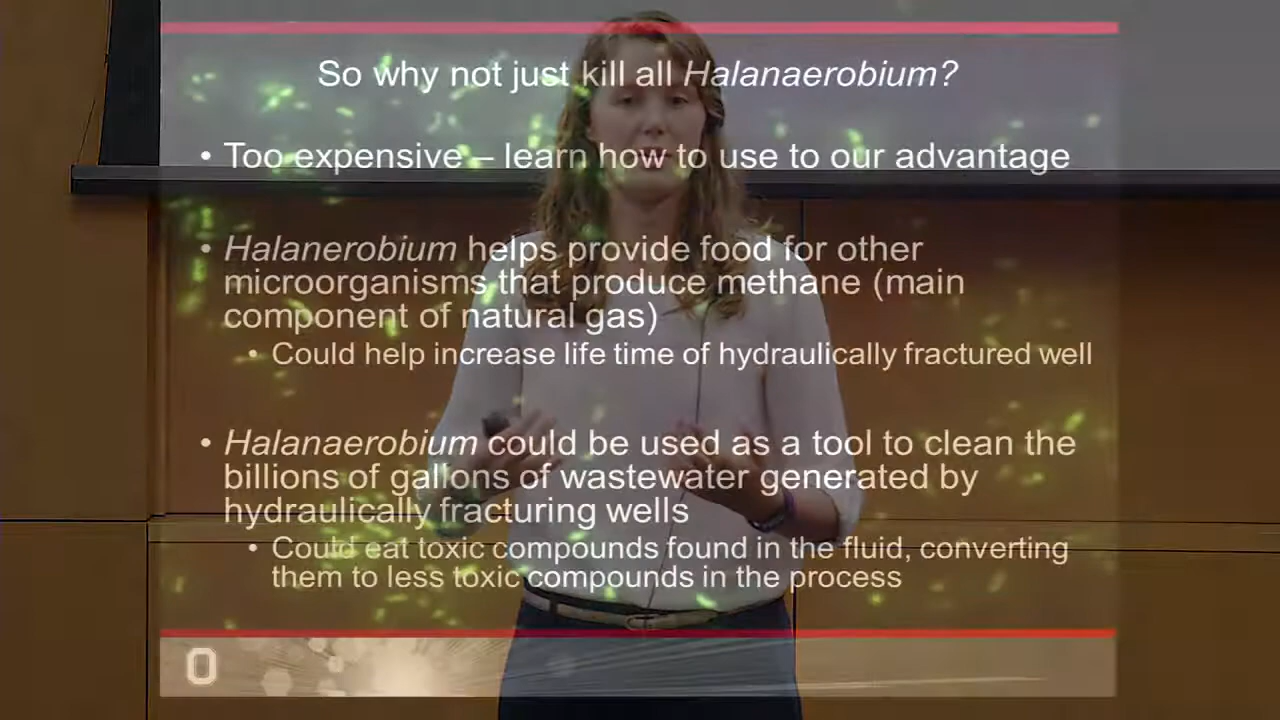 So why not just kill all Halanaerobium?
• Too expensive – learn how to use to our advantage
• Halanerobium helps provide food for other
microorganisms that produce methane (main
component of natural gas)
• Could help increase life time of hydraulically fractured well
• Halanaerobium could be used as a tool to clean the
billions of gallons of wastewater generated by
hydraulically fracturing wells
• Could eat toxic compounds found in the fluid, converting
them to less toxic compounds in the process
O